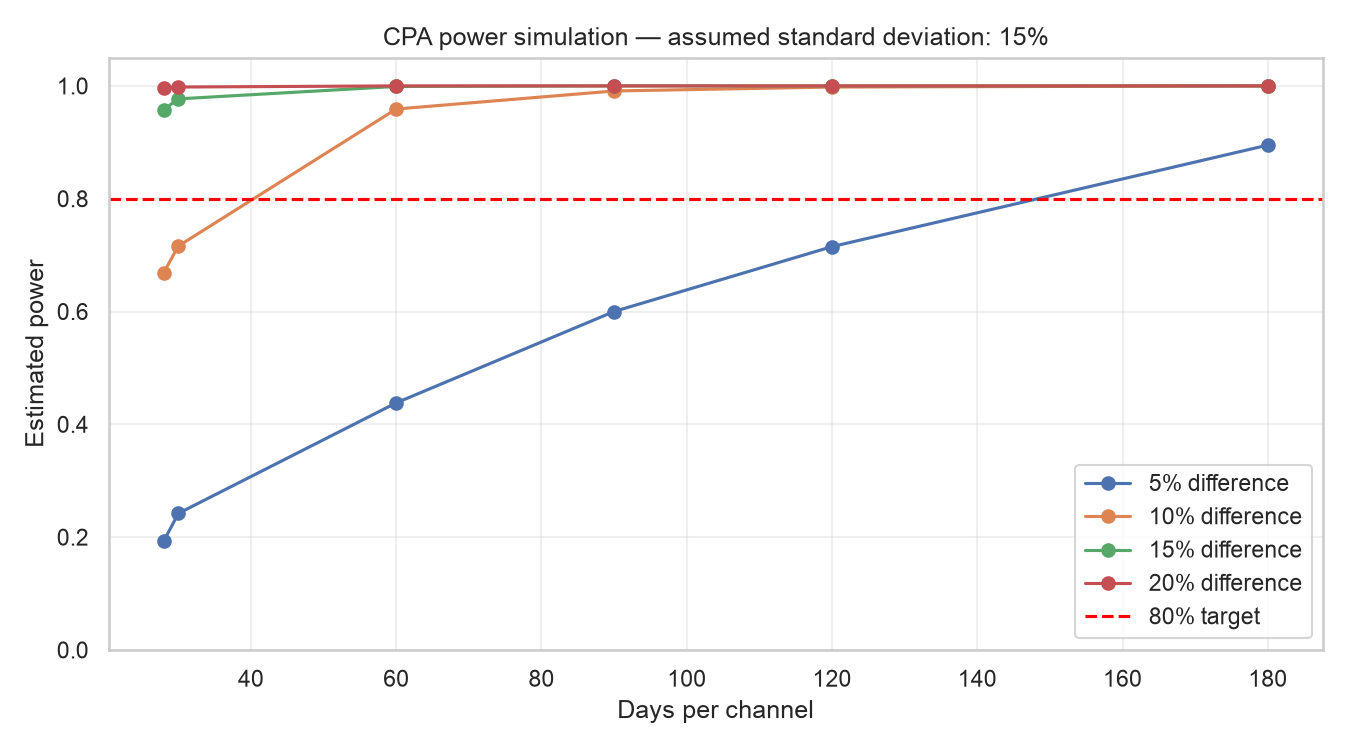 CPA power simulation — assumed standard deviation: 15%
Estimated power
1.0
0.8
0.6
0.4
0.2
0.0
40 60 80 100 120 140 160 180
Days per channel
5% difference
10% difference
15% difference
20% difference
80% target